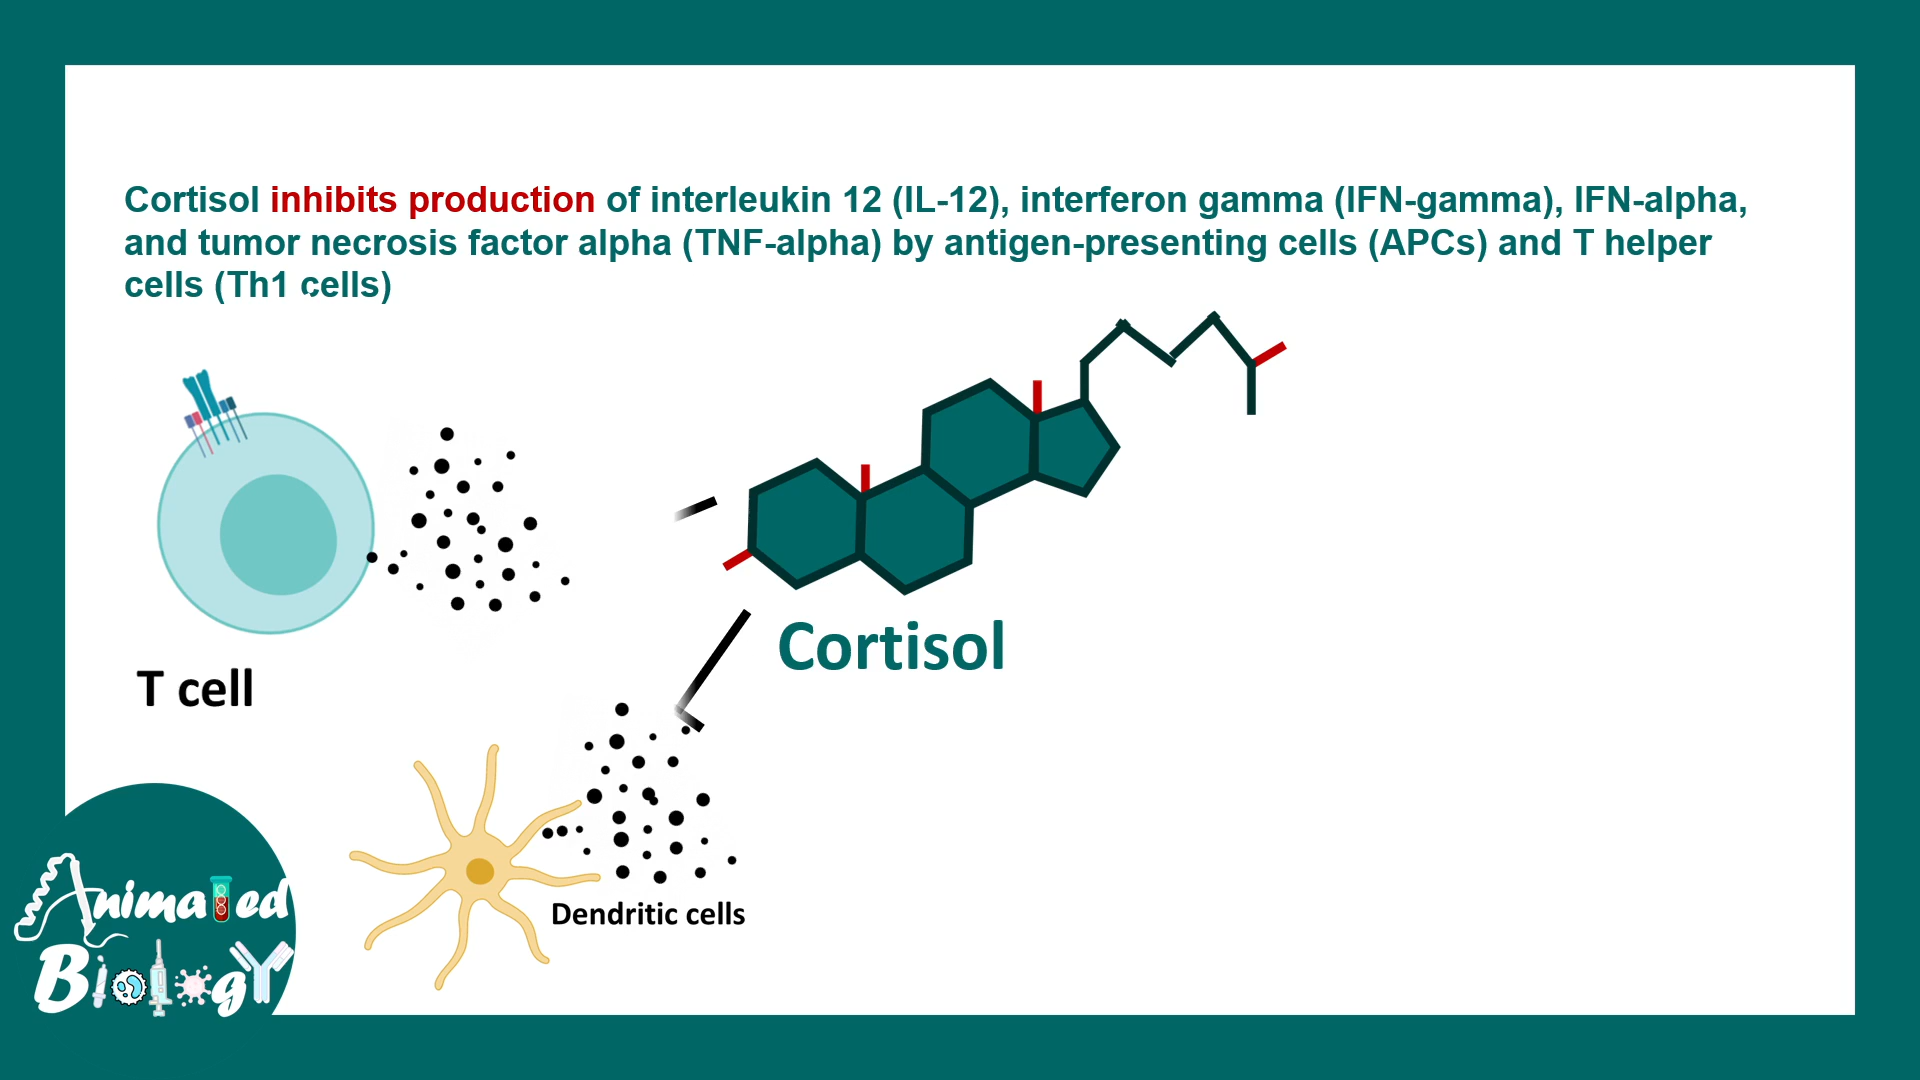 Cortisol inhibits production of interleukin 12 (IL-12), interferon gamma (IFN-gamma), IFN-alpha,
and tumor necrosis factor alpha (TNF-alpha) by antigen-presenting cells (APCs) and T helper
cells (Th1 cells)
Cortisol
T cell
Dendritic cells
Animated
Biology